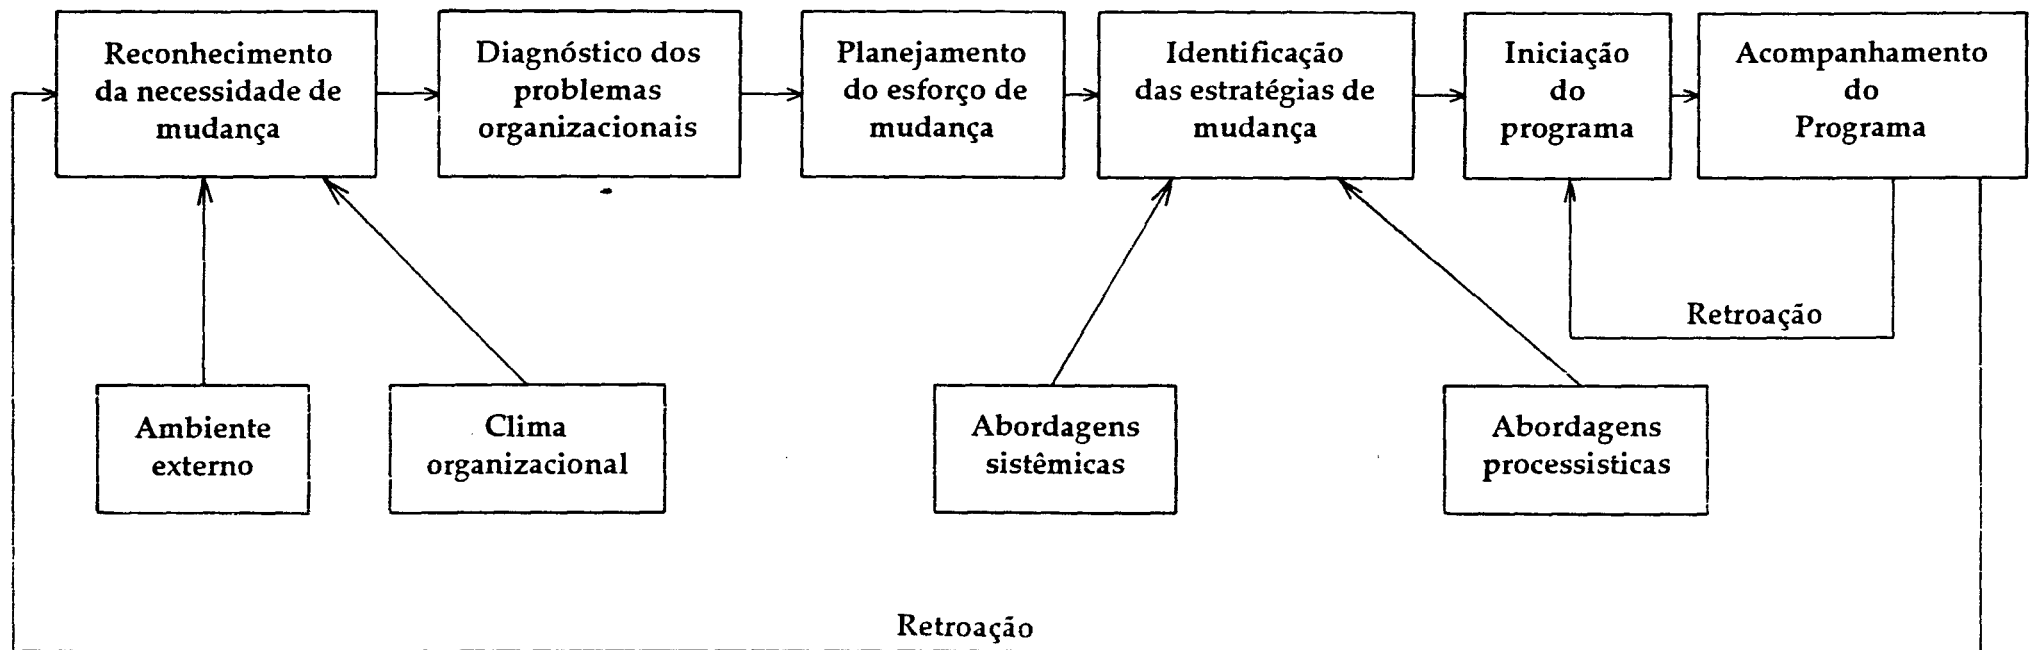 Reconhecimento
da necessidade de
mudança
Diagnóstico dos
problemas
organizacionais
Planejamento
do esforço de
mudança
Identificação
das estratégias de
mudança
Iniciação
do
programa
Acompanhamento
do
Programa
Retroação
Ambiente
externo
Clima
organizacional
Abordagens
sistêmicas
Abordagens
processisticas
Retroação